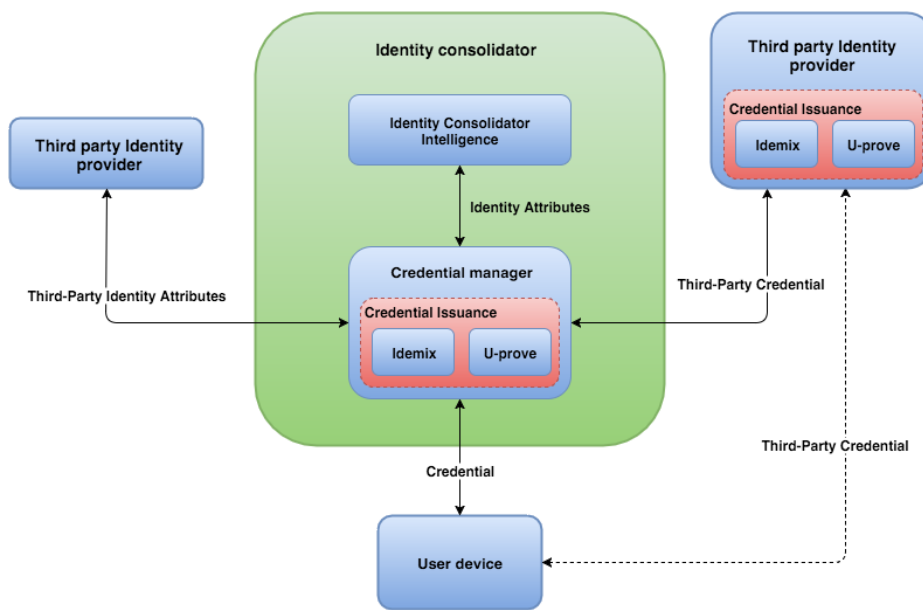 Identity consolidator
Third party Identity
provider
Credential Issuance
Idemix
U-prove
Identity Consolidator
Intelligence
Third party Identity
provider
Identity Attributes
Credential manager
Credential Issuance
Idemix
U-prove
Third-Party Identity Attributes
Third-Party Credential
Credential
Third-Party Credential
User device